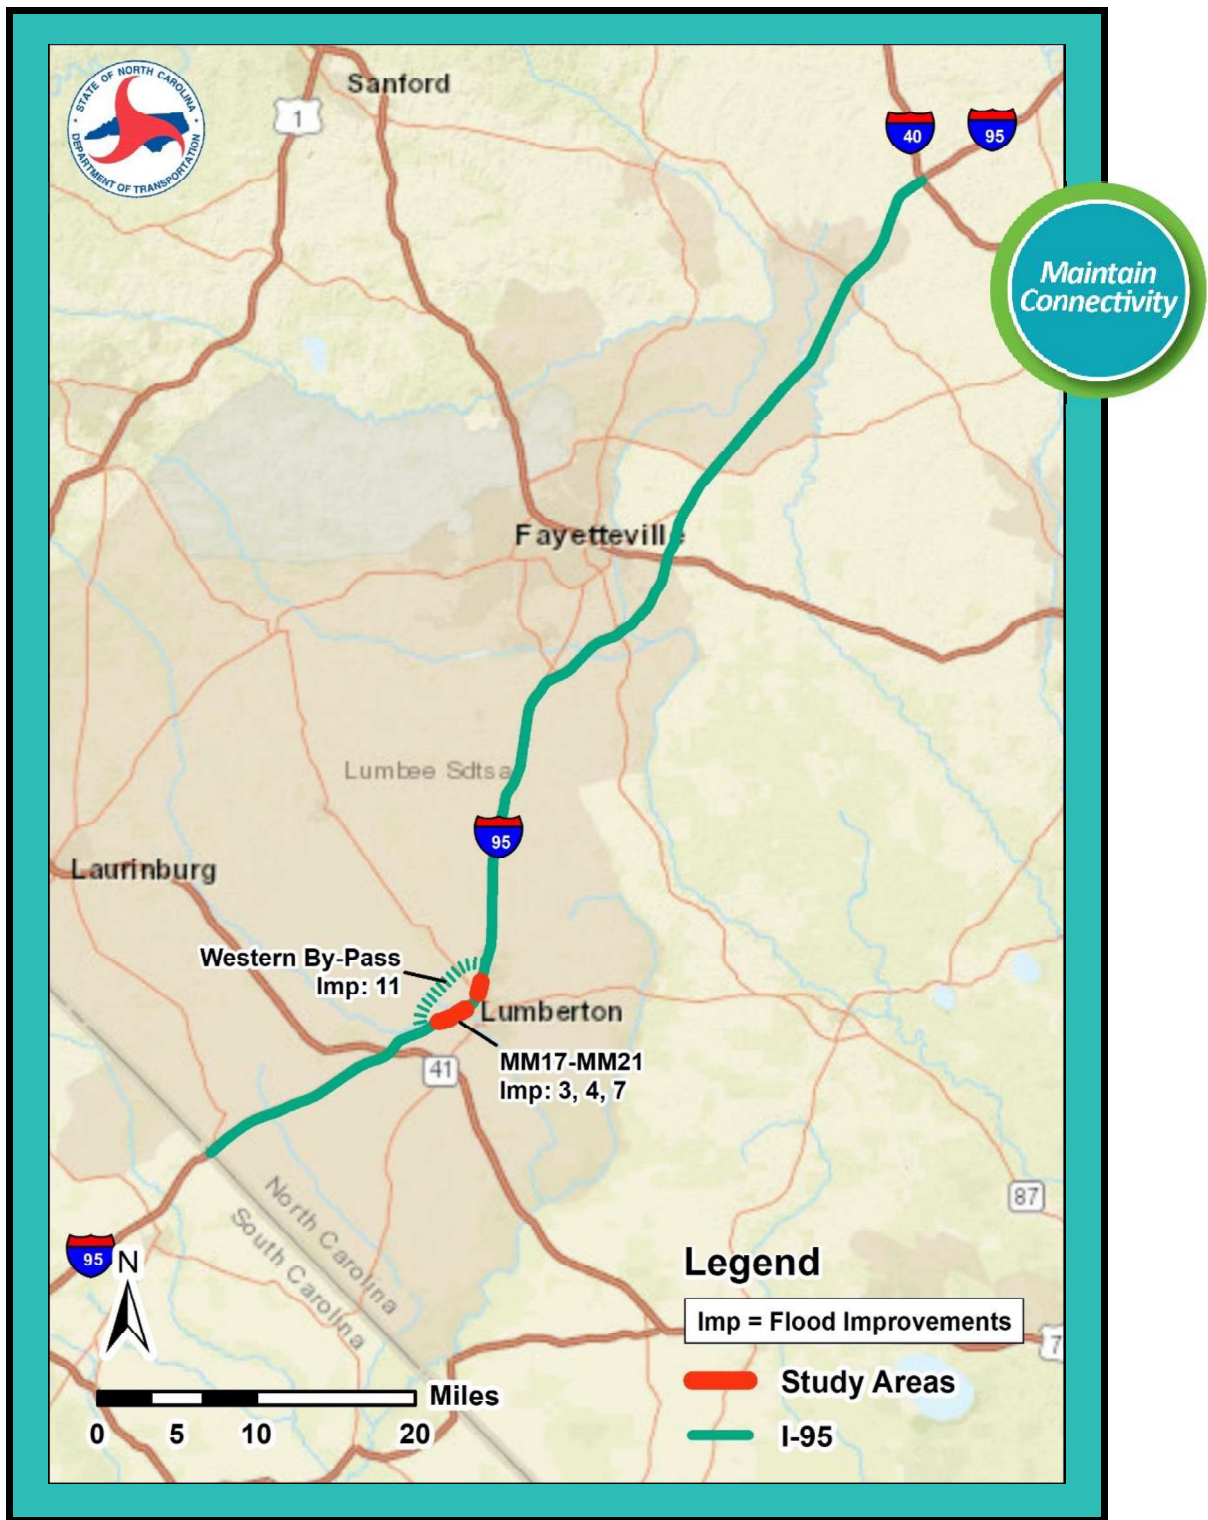 STATE OF NORTH CAROLINA
DEPARTMENT OF TRANSPORTATION
Sanford
1
40
95
Maintain
Connectivity
Fayetteville
Lumbee Sdtsa
95
Laurinburg
Western By-Pass
Imp: 11
Lumberton
MM17-MM21
Imp: 3, 4, 7
41
North Carolina
South Carolina
87
95
N
Legend
Imp = Flood Improvements
7
Study Areas
I-95
Miles
0 5 10 20